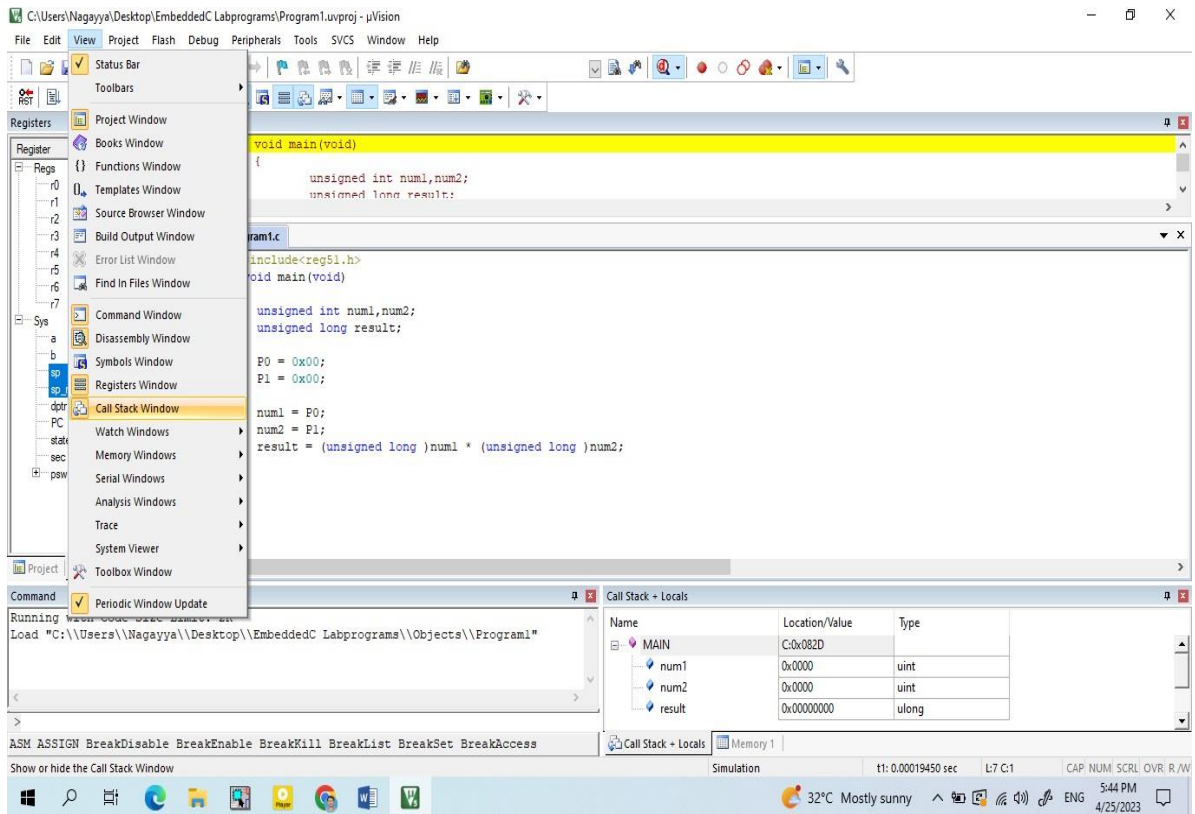 C:\Users\Nagayya\Desktop\EmbeddedC Labprograms\Program1.uvproj - µVision
File Edit View Project Flash Debug Peripherals Tools SVCS Window Help
Status Bar
Toolbars
Project Window
Books Window
Functions Window
Templates Window
Source Browser Window
Build Output Window
Error List Window
Find In Files Window
Command Window
Disassembly Window
Symbols Window
Registers Window
Call Stack Window
Watch Windows
Memory Windows
Serial Windows
Analysis Windows
Trace
System Viewer
Toolbox Window
Periodic Window Update
RST
Registers
Register
Regs
r0
r1
r2
r3
r4
r5
r6
r7
Sys
a
b
sp
dptr
PC
sec
psw
Project
void main(void)
{
unsigned int num1,num2;
unsigned long result;
ram1.c
include<reg51.h>
oid main(void)
unsigned int num1,num2;
unsigned long result;
P0 = 0x00;
P1 = 0x00;
num1 = P0;
num2 = P1;
result = (unsigned long )num1 * (unsigned long )num2;
Command
Running with Code Size Limit: 2K
Load "C:\\Users\\Nagayya\\Desktop\\EmbeddedC Labprograms\\Objects\\Program1"
>
ASM ASSIGN BreakDisable BreakEnable BreakKill BreakList BreakSet BreakAccess
Call Stack + Locals
Name Location/Value Type
MAIN C:0x082D
num1 0x0000 uint
num2 0x0000 uint
result 0x00000000 ulong
Call Stack + Locals Memory 1
Show or hide the Call Stack Window Simulation t1: 0.00019450 sec L:7 C:1 CAP NUM SCRL OVR R/W
32°C Mostly sunny ENG 5:44 PM
4/25/2023